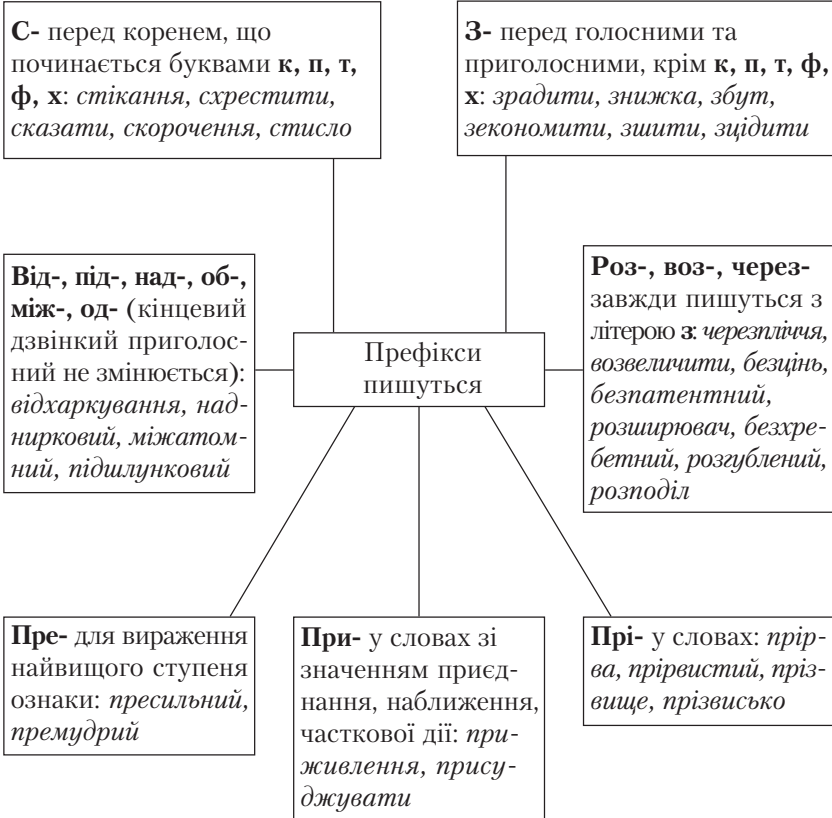 С- перед коренем, що
починається буквами к, п, т,
ф, х: стікання, схрестити,
сказати, скорочення, стисло
З- перед голосними та
приголосними, крім к, п, т, ф,
х: зрадити, знижка, збут,
зекономити, зшити, зцідити
Від-, під-, над-, об-,
між-, од- (кінцевий
дзвінкий приголос-
ний не змінюється):
відхаркування, над-
нирковий, міжатом-
ний, підшлунковий
Префікси
пишуться
Роз-, воз-, через-
завжди пишуться з
літерою з: черезпліччя,
возвеличити, безцінь,
безпатентний,
розширювач, безхре-
бетний, розгублений,
розподіл
Пре- для вираження
найвищого ступеня
ознаки: пресильний,
премудрий
При- у словах зі
значенням приєд-
нання, наближення,
часткової дії: при-
живлення, прису-
джувати
Прі- у словах: прір-
ва, прірвистий, різ-
вище, прізвисько